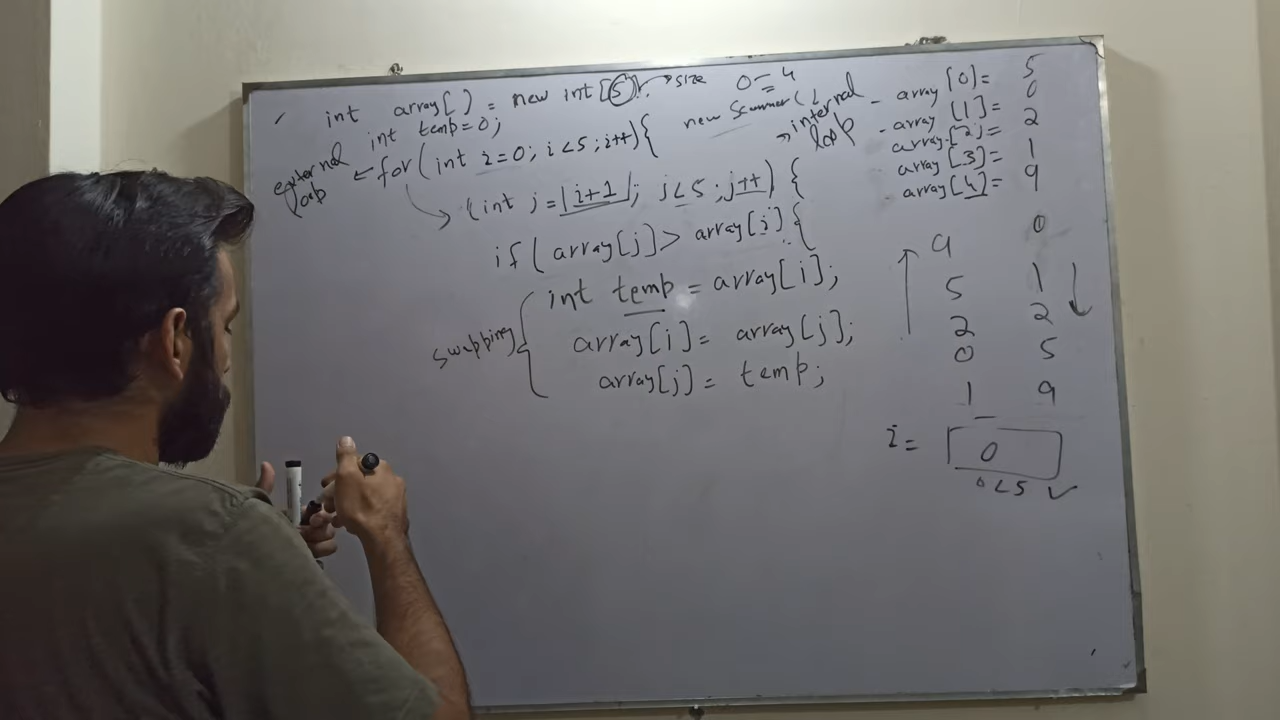 int array[] = new int[5]; → size 0 – 4
int temp=0; new Scanner(
external loop ← for(int i=0; i<5; i++){ → internal loop
(int j=i+1; j<5; j++) {
if(array[j]> array[i]{
swapping { int temp = array[i];
array[i]= array[j];
array[j]= temp;
- array[0]= 5
- array[1]= 0
array[2]= 2
array[3]= 1
array[4]= 9
9 0
5 1
2 2
0 5
1 9
i= 0
0<5 ✓